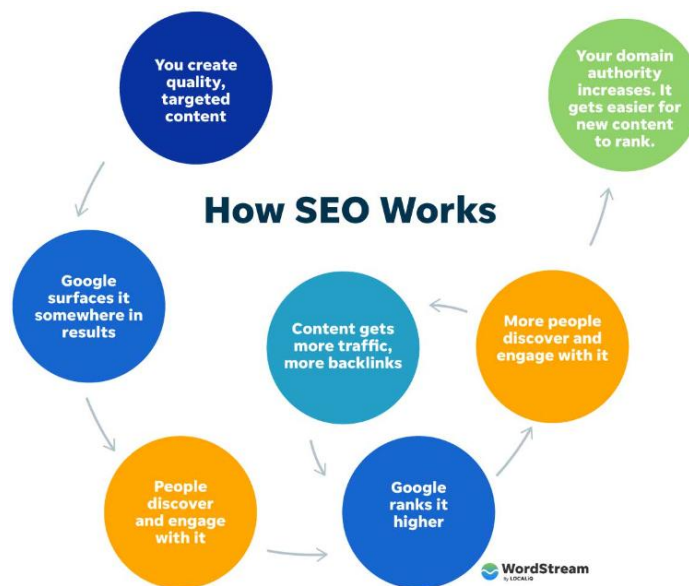 You create
quality,
targeted
content
Your domain
authority
increases. It
gets easier for
new content
to rank.
How SEO Works
Google
surfaces it
somewhere in
results
Content gets
more traffic,
more backlinks
More people
discover and
engage with it
People
discover
and engage
with it
Google
ranks it
higher
WordStream
by LOCALiQ